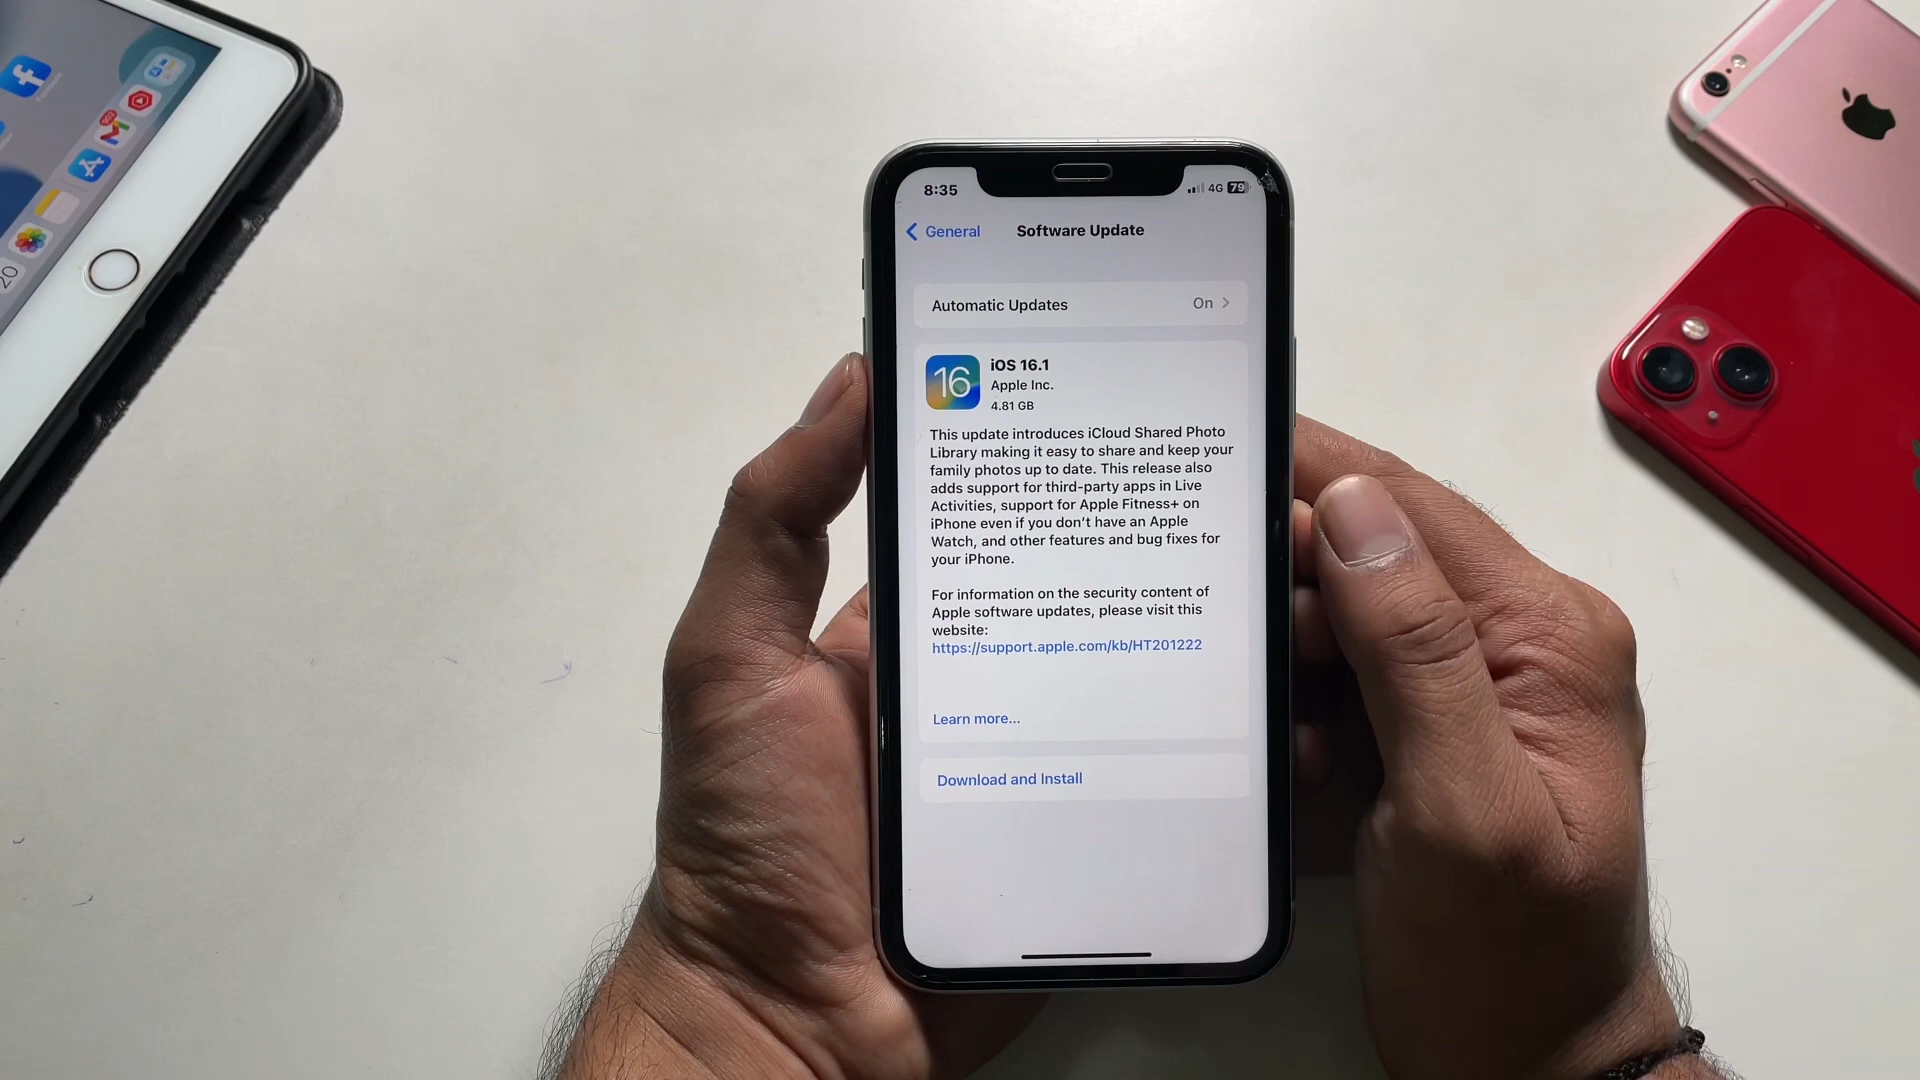 8:35
4G 79
General
Software Update
Automatic Updates
On
16
iOS 16.1
Apple Inc.
4.81 GB
This update introduces iCloud Shared Photo
Library making it easy to share and keep your
family photos up to date. This release also
adds support for third-party apps in Live
Activities, support for Apple Fitness+ on
iPhone even if you don’t have an Apple
Watch, and other features and bug fixes for
your iPhone.
For information on the security content of
Apple software updates, please visit this
website:
https://support.apple.com/kb/HT201222
Learn more...
Download and Install
20